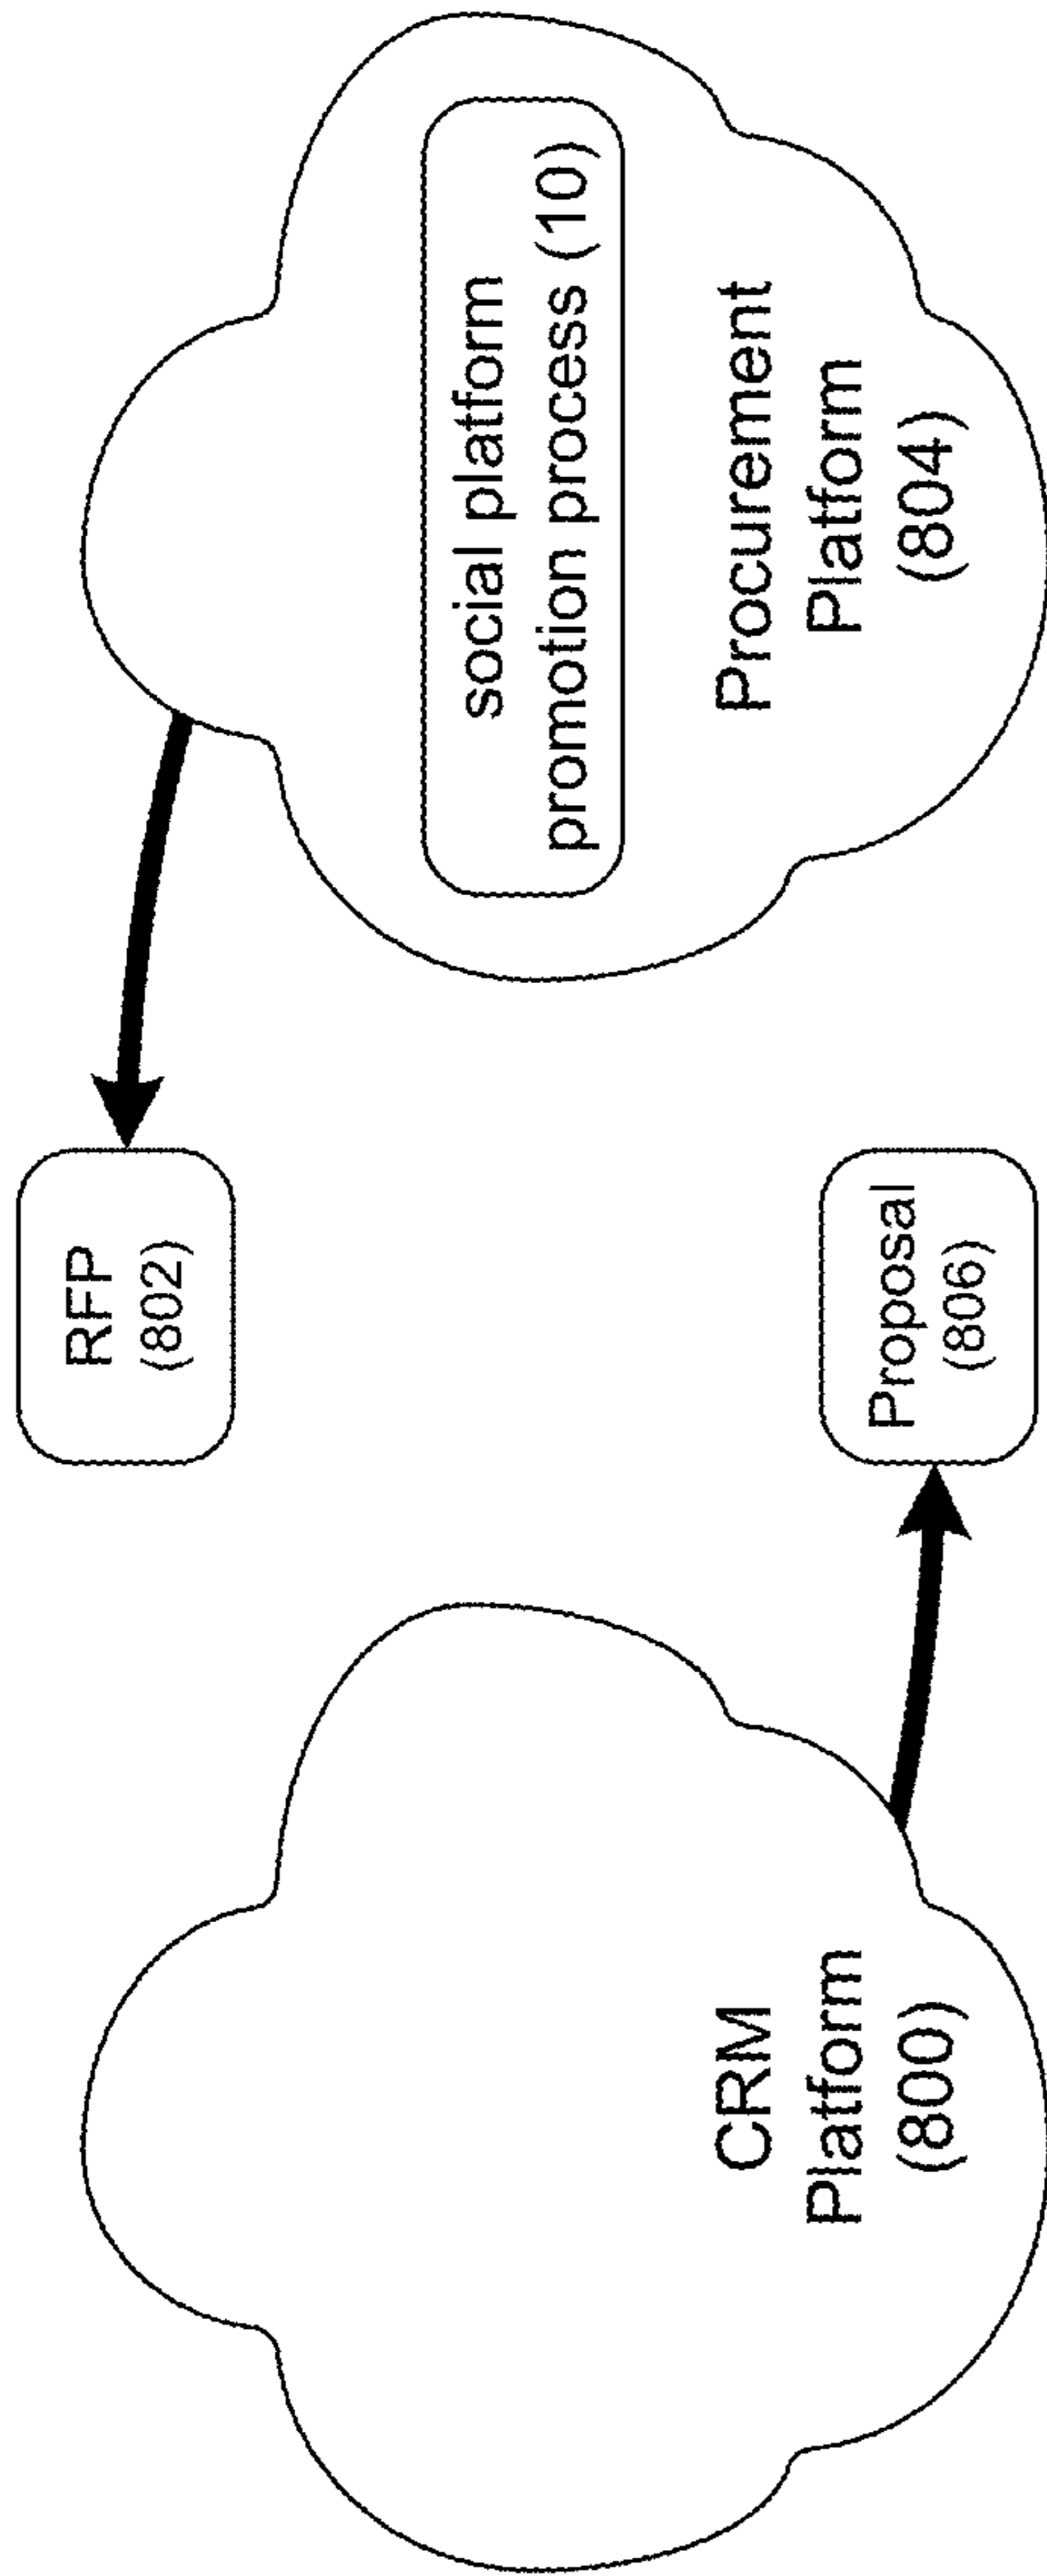 RFP
(802)
CRM
Platform
(800)
Proposal
(806)
social platform
promotion process (10)
Procurement
Platform
(804)